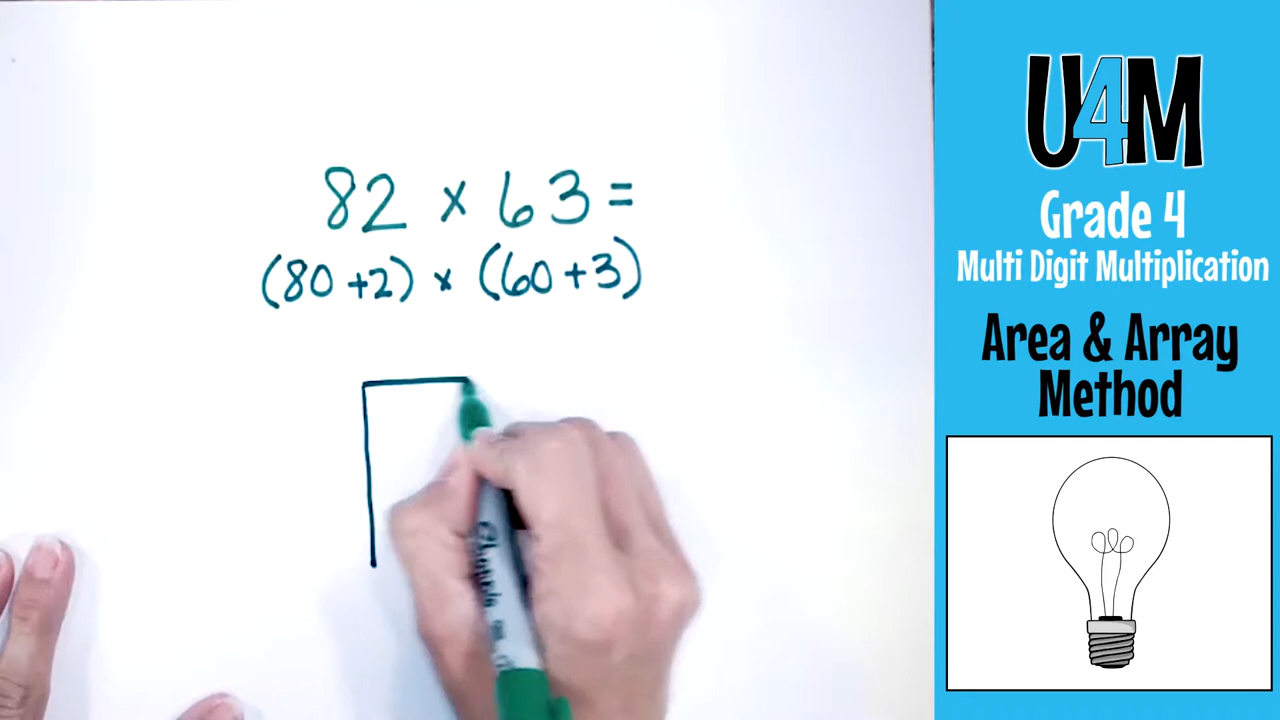 82 x 63 =
(80 + 2) x (60 + 3)
U4M
Grade 4
Multi Digit Multiplication
Area & Array
Method